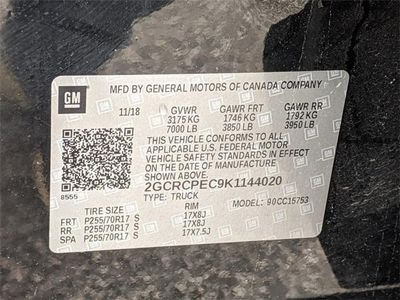 MFD BY GENERAL MOTORS OF CANADA COMPANY
GM
11/18 GVWR GAWR FRT GAWR RR
3175 KG 1746 KG 1792 KG
7000 LB 3850 LB 3950 LB
THIS VEHICLE CONFORMS TO ALL APPLICABLE
U.S. FEDERAL MOTOR VEHICLE SAFETY
STANDARDS IN EFFECT ON THE DATE OF
MANUFACTURE SHOWN ABOVE.
2GCRCPEC9K1144020
TYPE: TRUCK MODEL: 90CC15753
8555
TIRE SIZE RIM
FRT P255/70R17 S 17X8J
RR P255/70R17 S 17X8J
SPA P255/70R17 S 17X7.5J